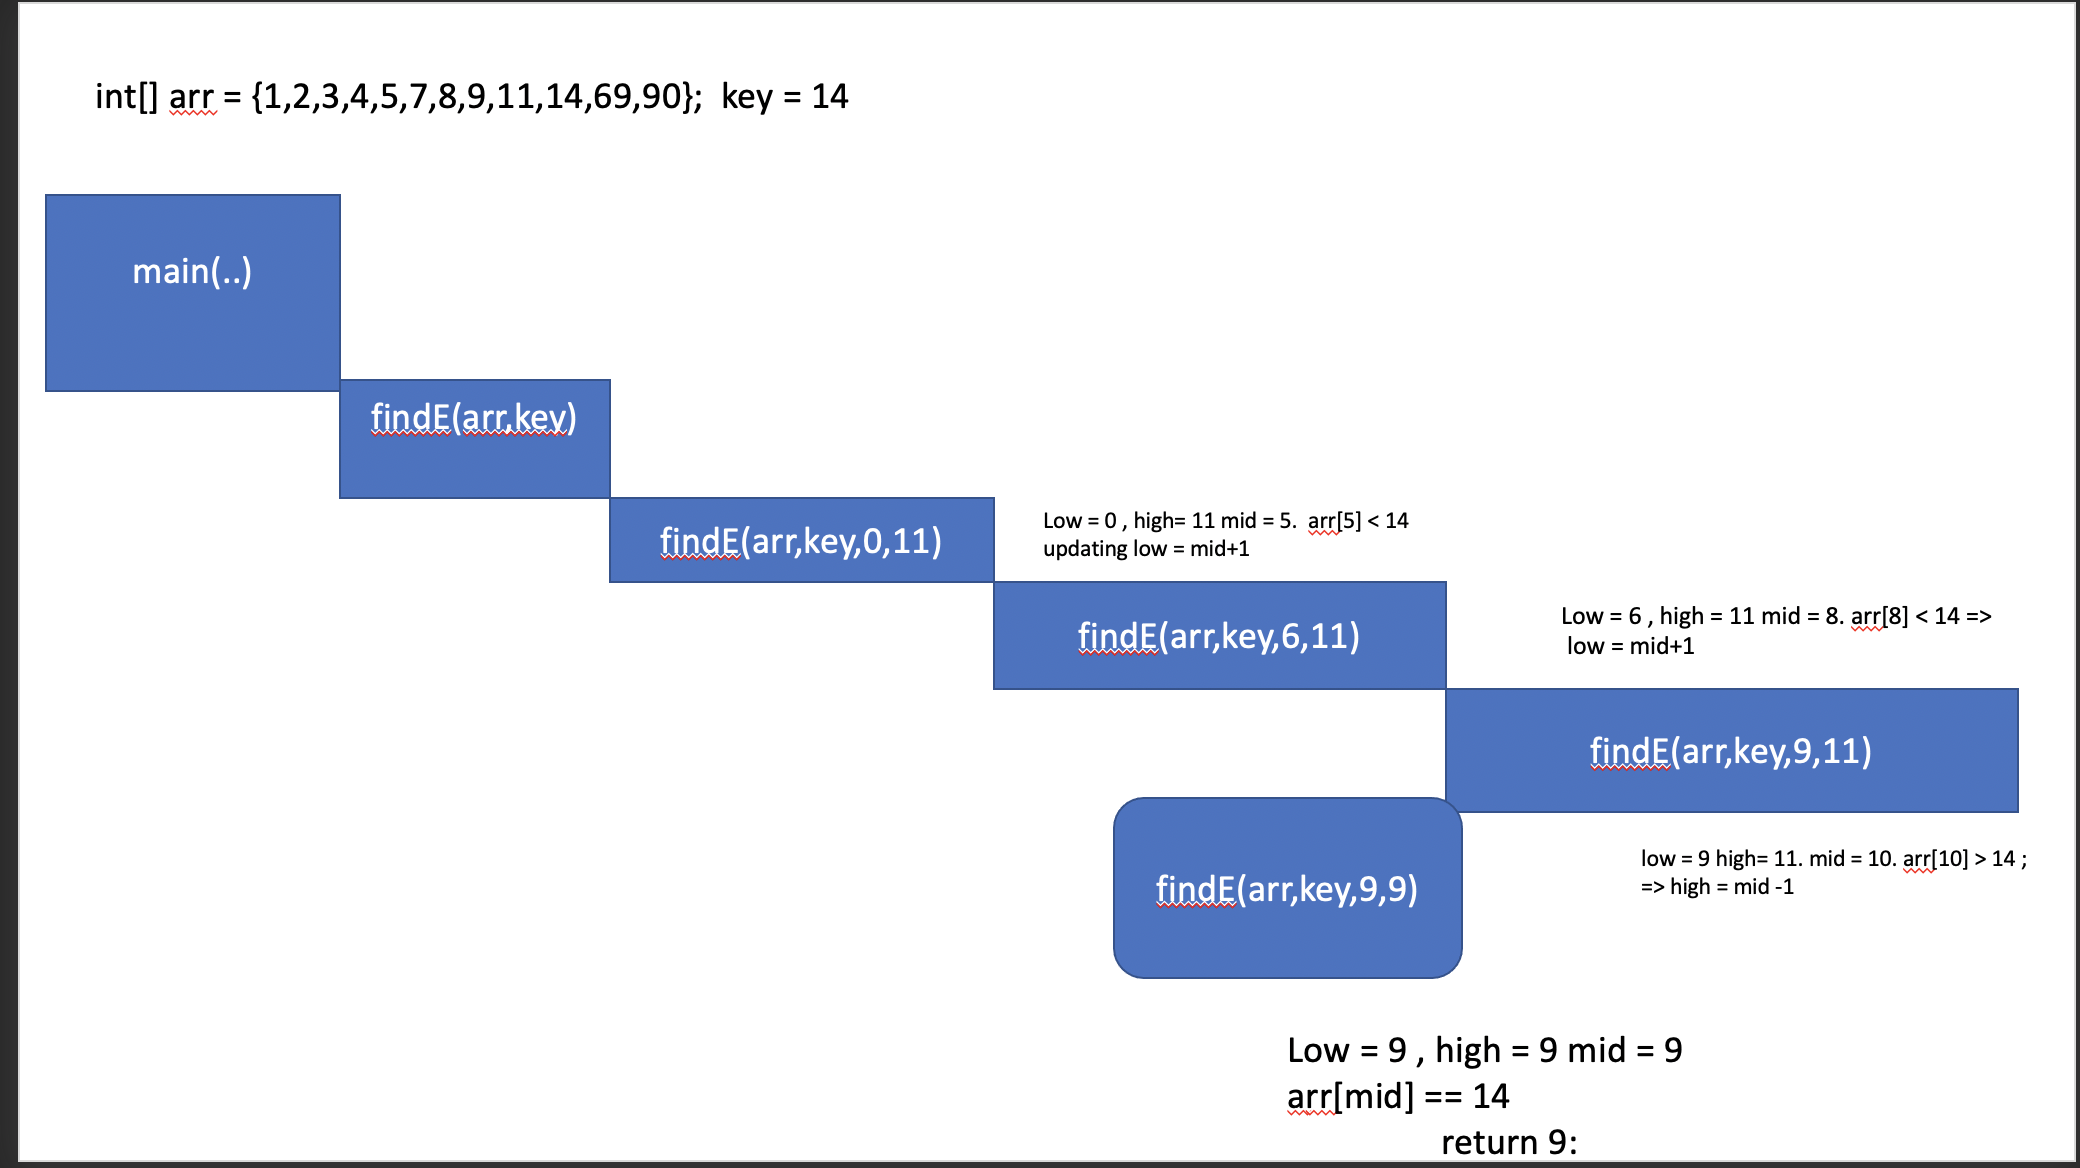 int[] arr = {1,2,3,4,5,7,8,9,11,14,69,90};  key = 14
main(..)
findE(arr,key)
findE(arr,key,0,11)
Low = 0 , high= 11 mid = 5.  arr[5] < 14
updating low = mid+1
findE(arr,key,6,11)
Low = 6 , high = 11 mid = 8. arr[8] < 14 =>
low = mid+1
findE(arr,key,9,11)
low = 9 high= 11. mid = 10. arr[10] > 14 ;
=> high = mid -1
findE(arr,key,9,9)
Low = 9 , high = 9 mid = 9
arr[mid] == 14
return 9: